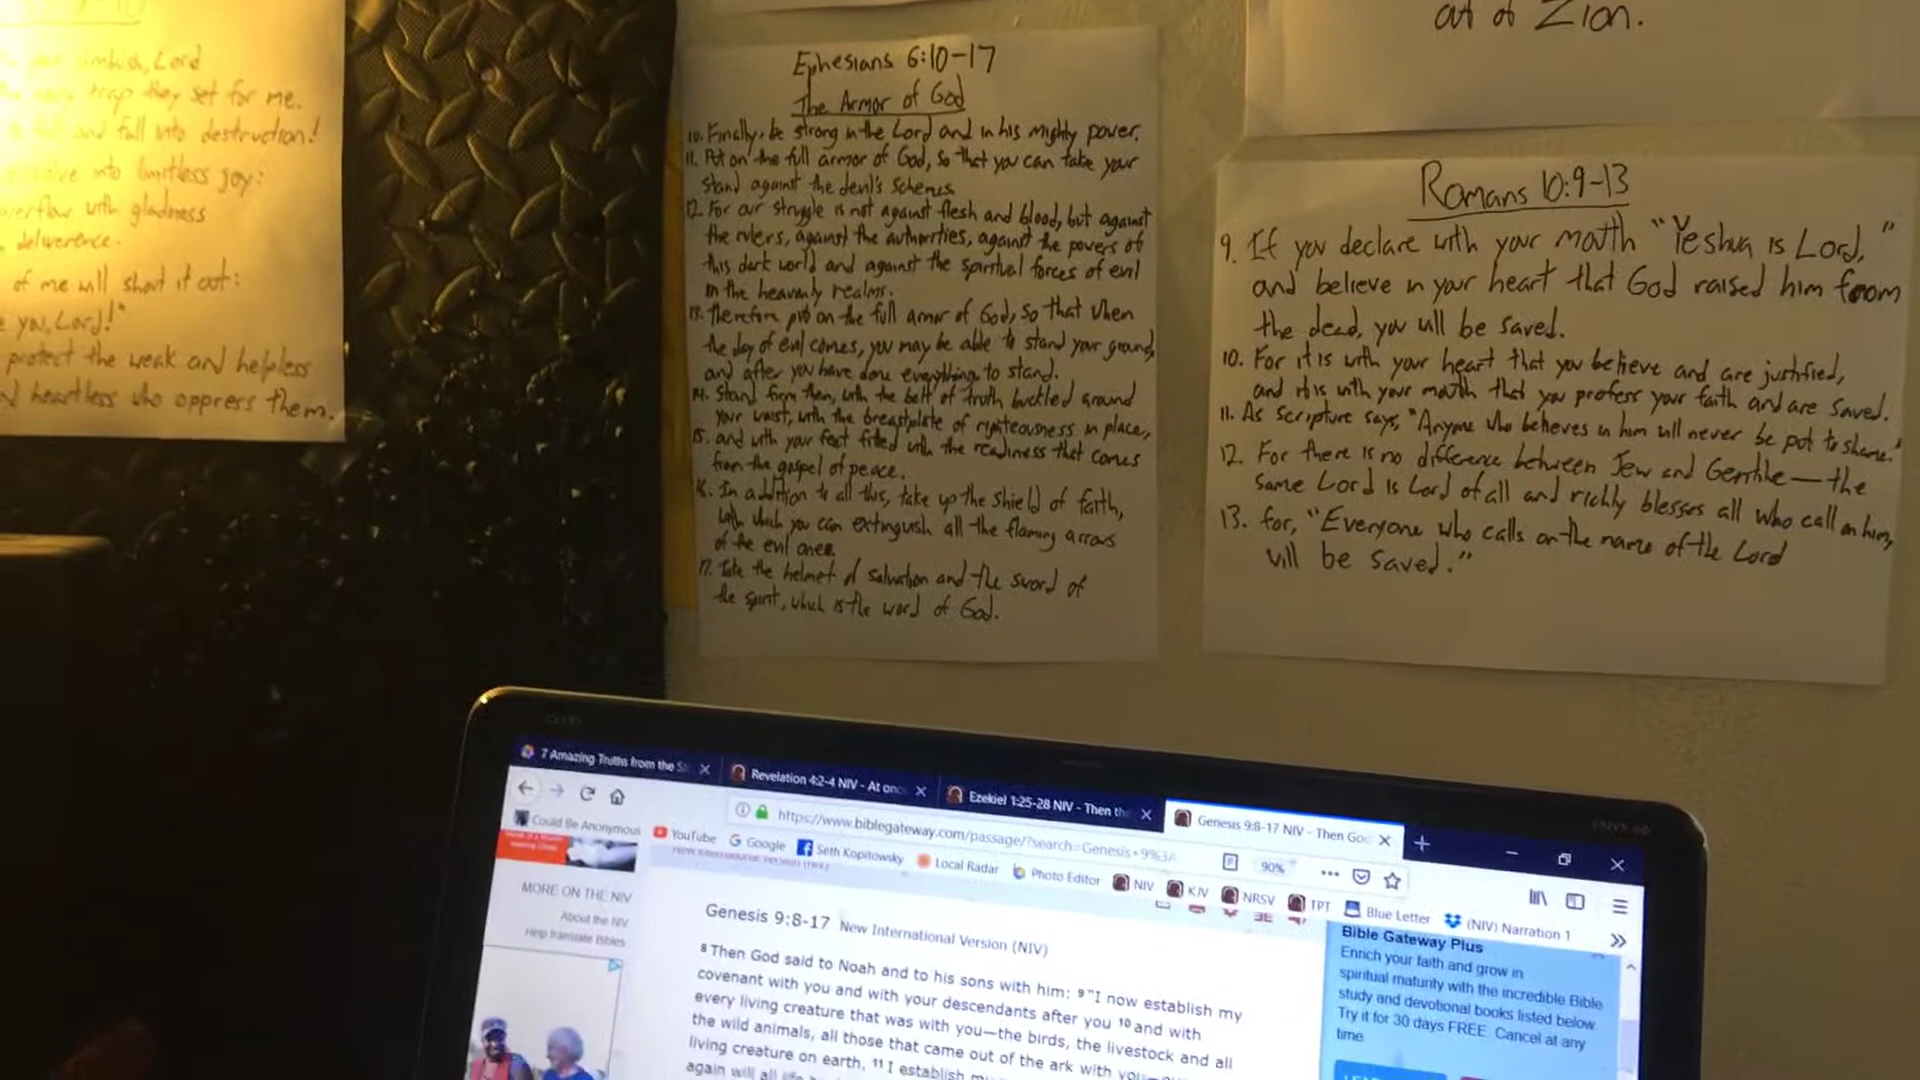 ambush, Lord
trap they set for me.
and fall into destruction!
into limitless joy:
overflow with gladness
deliverence.
of me will shout it out:
you, Lord!"
protect the weak and helpless
heartless who oppress them.
Ephesians 6:10-17
The Armor of God
10. Finally, be strong in the Lord and in his mighty power.
11. Put on the full armor of God, so that you can take your
stand against the devil's schemes
12. For our struggle is not against flesh and blood, but against
the rulers, against the authorities, against the powers of
this dark world and against the spiritual forces of evil
in the heavenly realms.
13. Therefore put on the full armor of God, so that when
the day of evil comes, you may be able to stand your ground,
and after you have done everything to stand.
14. Stand firm then, with the belt of truth buckled around
your waist, with the breastplate of righteousness in place,
15. and with your feet fitted with the readiness that comes
from the gospel of peace.
16. In addition to all this, take up the shield of faith,
with which you can extinguish all the flaming arrows
of the evil one.
17. Take the helmet of salvation and the sword of
the spirit, which is the word of God.
out of Zion.
Romans 10:9-13
9. If you declare with your mouth "Yeshua is Lord,"
and believe in your heart that God raised him from
the dead, you will be saved.
10. For it is with your heart that you believe and are justified,
and it is with your mouth that you profess your faith and are saved.
11. As Scripture says, "Anyone who believes in him will never be put to shame."
12. For there is no difference between Jew and Gentile—the
same Lord is Lord of all and richly blesses all who call on him,
13. for, "Everyone who calls on the name of the Lord
will be saved."
7 Amazing Truths from the S
Revelation 4:2-4 NIV - At onc
Ezekiel 1:25-28 NIV - Then the
Genesis 9:8-17 NIV - Then Go
https://www.biblegateway.com/passage/?search=Genesis+9%3A
90%
Could Be Anonymous
YouTube
Google
Seth Kopitowsky
Local Radar
Photo Editor
NIV
KJV
NRSV
TPT
Blue Letter
(NIV) Narration 1
MORE ON THE NIV
About the NIV
Help translate Bibles
Genesis 9:8-17 New International Version (NIV)
8 Then God said to Noah and to his sons with him: 9 "I now establish my
covenant with you and with your descendants after you 10 and with
every living creature that was with you—the birds, the livestock and all
the wild animals, all those that came out of the ark with you—
living creature on earth. 11 I establish
again will all life
Bible Gateway Plus
Enrich your faith and grow in
spiritual maturity with the incredible Bible
study and devotional books listed below.
Try it for 30 days FREE. Cancel at any
time